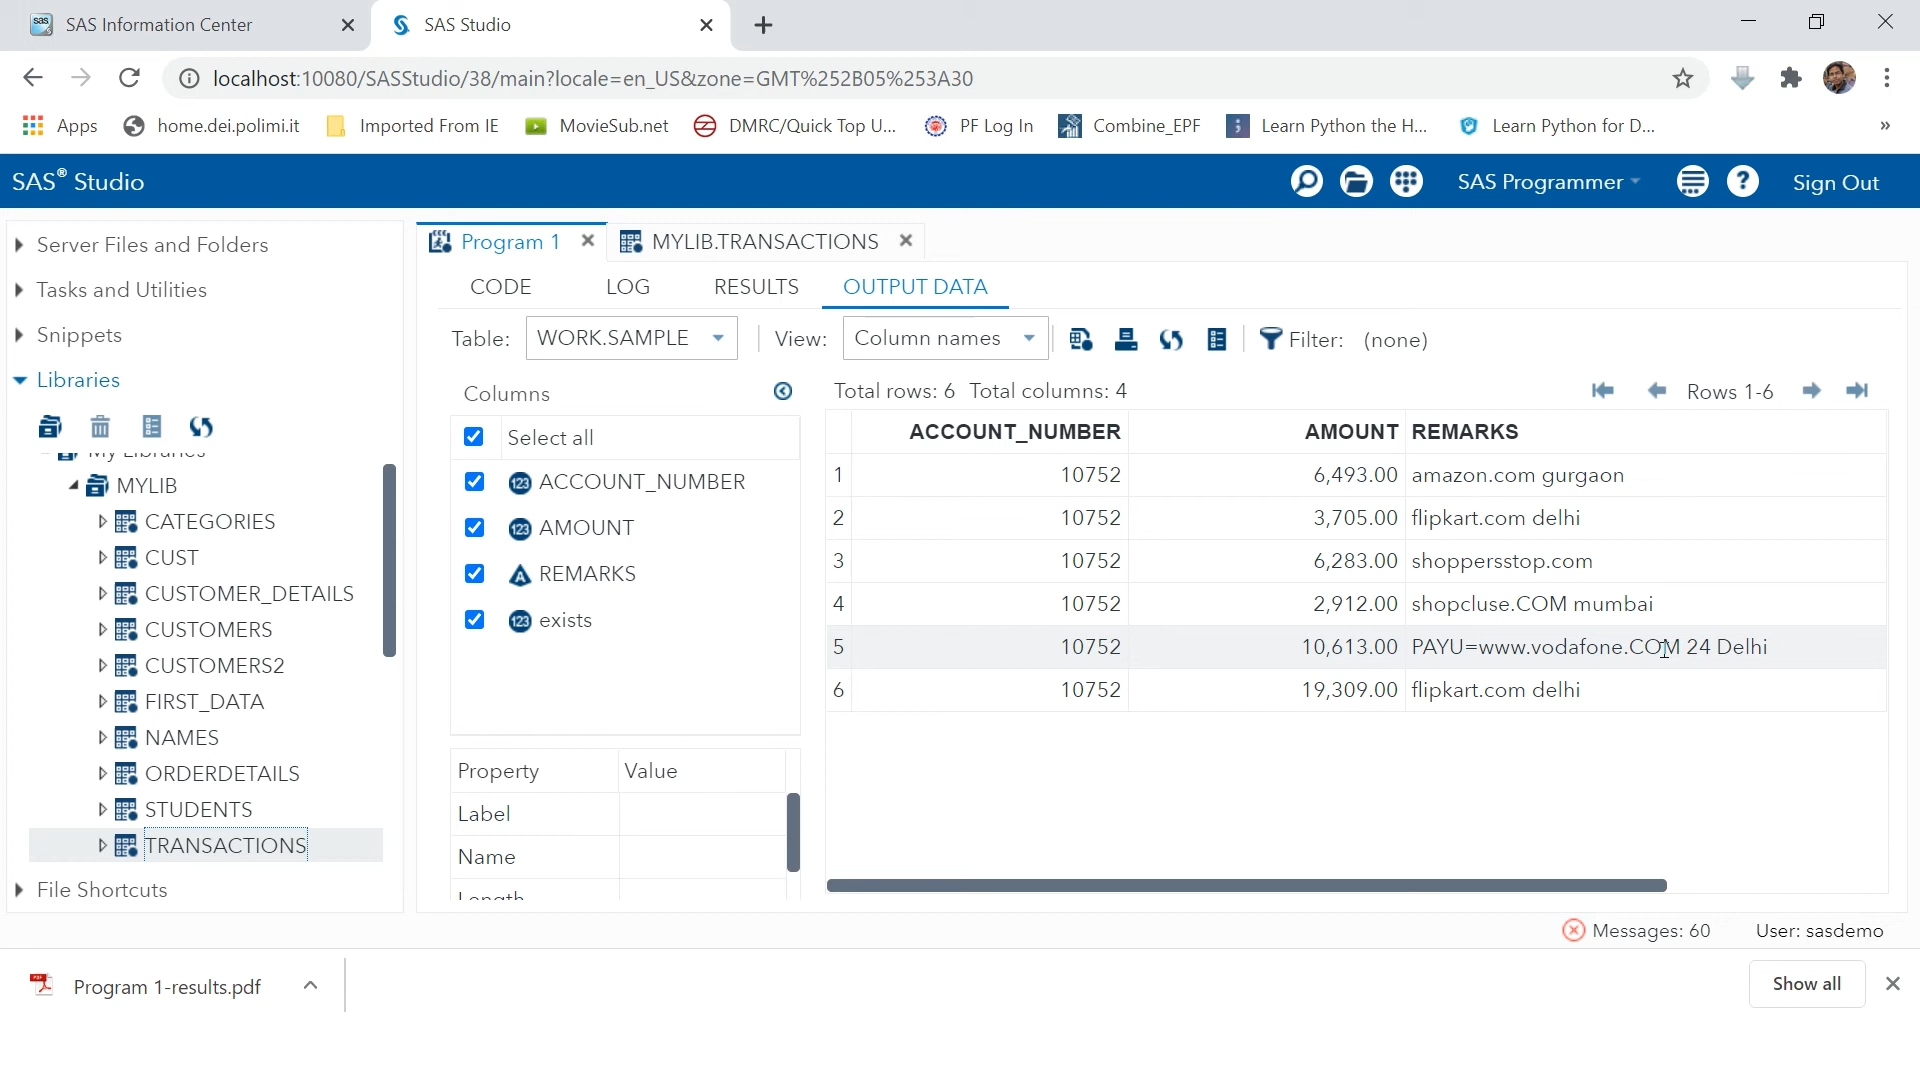 SAS Information Center
SAS Studio
localhost:10080/SASStudio/38/main?locale=en_US&zone=GMT%252B05%253A30
Apps
home.dei.polimi.it
Imported From IE
MovieSub.net
DMRC/Quick Top U...
PF Log In
Combine_EPF
Learn Python the H...
Learn Python for D...
»
SAS® Studio
SAS Programmer
Sign Out
Server Files and Folders
Tasks and Utilities
Snippets
Libraries
My Libraries
MYLIB
CATEGORIES
CUST
CUSTOMER_DETAILS
CUSTOMERS
CUSTOMERS2
FIRST_DATA
NAMES
ORDERDETAILS
STUDENTS
TRANSACTIONS
File Shortcuts
Program 1
MYLIB.TRANSACTIONS
CODE LOG RESULTS OUTPUT DATA
Table: WORK.SAMPLE View: Column names Filter: (none)
Columns
Select all
ACCOUNT_NUMBER
AMOUNT
REMARKS
exists
Property Value
Label
Name
Length
Total rows: 6 Total columns: 4 Rows 1-6
ACCOUNT_NUMBER AMOUNT REMARKS
1 10752 6,493.00 amazon.com gurgaon
2 10752 3,705.00 flipkart.com delhi
3 10752 6,283.00 shoppersstop.com
4 10752 2,912.00 shopcluse.COM mumbai
5 10752 10,613.00 PAYU=www.vodafone.COM 24 Delhi
6 10752 19,309.00 flipkart.com delhi
Messages: 60 User: sasdemo
Program 1-results.pdf
Show all